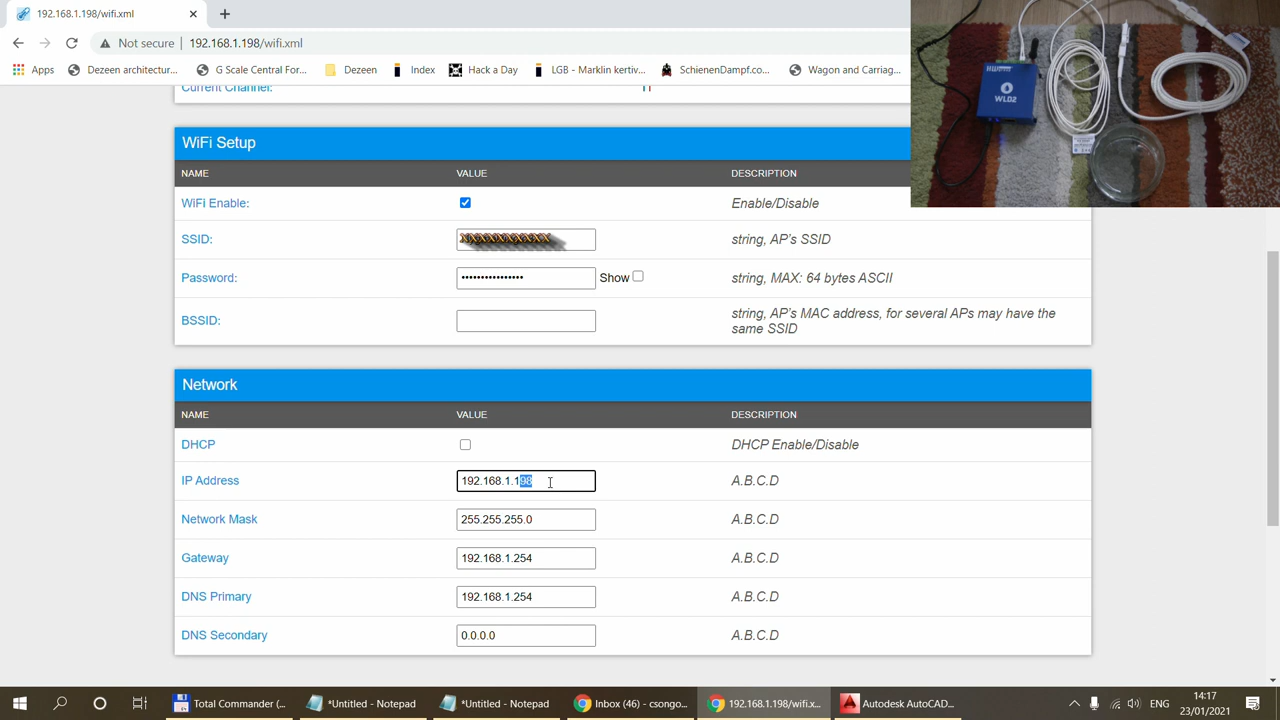 192.168.1.198/wifi.xml
Not secure
192.168.1.198/wifi.xml
Apps
Dezeen architectur...
G Scale Central For
Dezeen
Index
Hack a Day
LGB - Marklin kertiv...
SchienenDampf.co...
Wagon and Carriag...
WLD2
Current Channel:
11
WiFi Setup
NAME VALUE DESCRIPTION
WiFi Enable: Enable/Disable
SSID: XXXXXXXXXX string, AP's SSID
Password: •••••••••••••••• Show string, MAX: 64 bytes ASCII
BSSID: string, AP's MAC address, for several APs may have the
same SSID
Network
NAME VALUE DESCRIPTION
DHCP DHCP Enable/Disable
IP Address 192.168.1.198 A.B.C.D
Network Mask 255.255.255.0 A.B.C.D
Gateway 192.168.1.254 A.B.C.D
DNS Primary 192.168.1.254 A.B.C.D
DNS Secondary 0.0.0.0 A.B.C.D
Total Commander (...
*Untitled - Notepad
*Untitled - Notepad
Inbox (46) - csongo...
192.168.1.198/wifi.x...
Autodesk AutoCAD...
ENG
14:17
23/01/2021